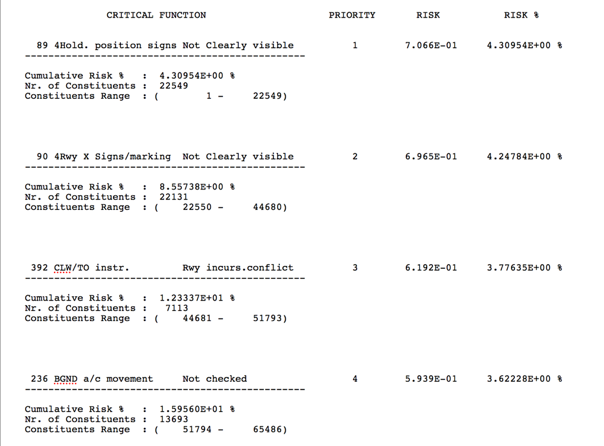 CRITICAL FUNCTION PRIORITY RISK RISK %
89 4Hold. position signs Not Clearly visible 1 7.066E-01 4.30954E+00 %
------------------------------------------------
Cumulative Risk % : 4.30954E+00 %
Nr. of Constituents : 22549
Constituents Range : ( 1 - 22549)
90 4Rwy X Signs/marking Not Clearly visible 2 6.965E-01 4.24784E+00 %
------------------------------------------------
Cumulative Risk % : 8.55738E+00 %
Nr. of Constituents : 22131
Constituents Range : ( 22550 - 44680)
392 CLW/TO instr. Rwy incurs.conflict 3 6.192E-01 3.77635E+00 %
------------------------------------------------
Cumulative Risk % : 1.23337E+01 %
Nr. of Constituents : 7113
Constituents Range : ( 44681 - 51793)
236 BGND a/c movement Not checked 4 5.939E-01 3.62228E+00 %
------------------------------------------------
Cumulative Risk % : 1.59560E+01 %
Nr. of Constituents : 13693
Constituents Range : ( 51794 - 65486)